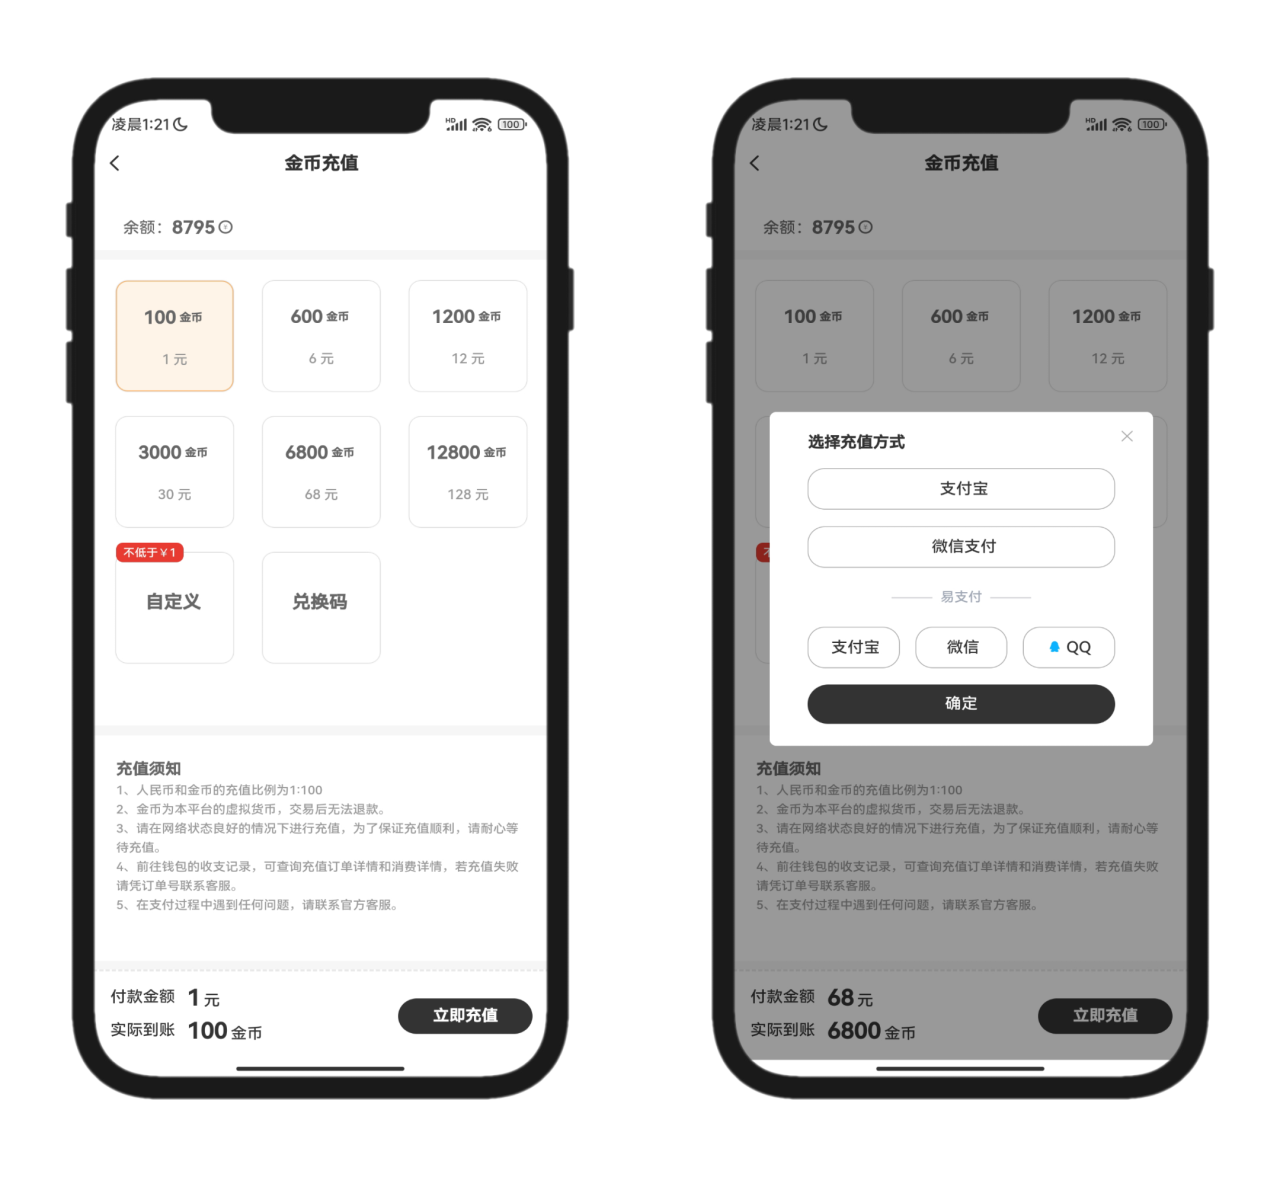 凌晨1:21
HD
100
金币充值
余额：8795
100 金币
600 金币
1200 金币
1 元
6 元
12 元
3000 金币
6800 金币
12800 金币
30 元
68 元
128 元
不低于￥1
自定义
兑换码
充值须知
1、人民币和金币的充值比例为1:100
2、金币为本平台的虚拟货币，交易后无法退款。
3、请在网络状态良好的情况下进行充值，为了保证充值顺利，请耐心等
待充值。
4、前往钱包的收支记录，可查询充值订单详情和消费详情，若充值失败
请凭订单号联系客服。
5、在支付过程中遇到任何问题，请联系官方客服。
付款金额 1元
实际到账 100金币
立即充值
凌晨1:21
HD
100
金币充值
余额：8795
100 金币
600 金币
1200 金币
1 元
6 元
12 元
选择充值方式
支付宝
微信支付
易支付
支付宝
微信
QQ
确定
充值须知
1、人民币和金币的充值比例为1:100
2、金币为本平台的虚拟货币，交易后无法退款。
3、请在网络状态良好的情况下进行充值，为了保证充值顺利，请耐心等
待充值。
4、前往钱包的收支记录，可查询充值订单详情和消费详情，若充值失败
请凭订单号联系客服。
5、在支付过程中遇到任何问题，请联系官方客服。
付款金额 68元
实际到账 6800金币
立即充值